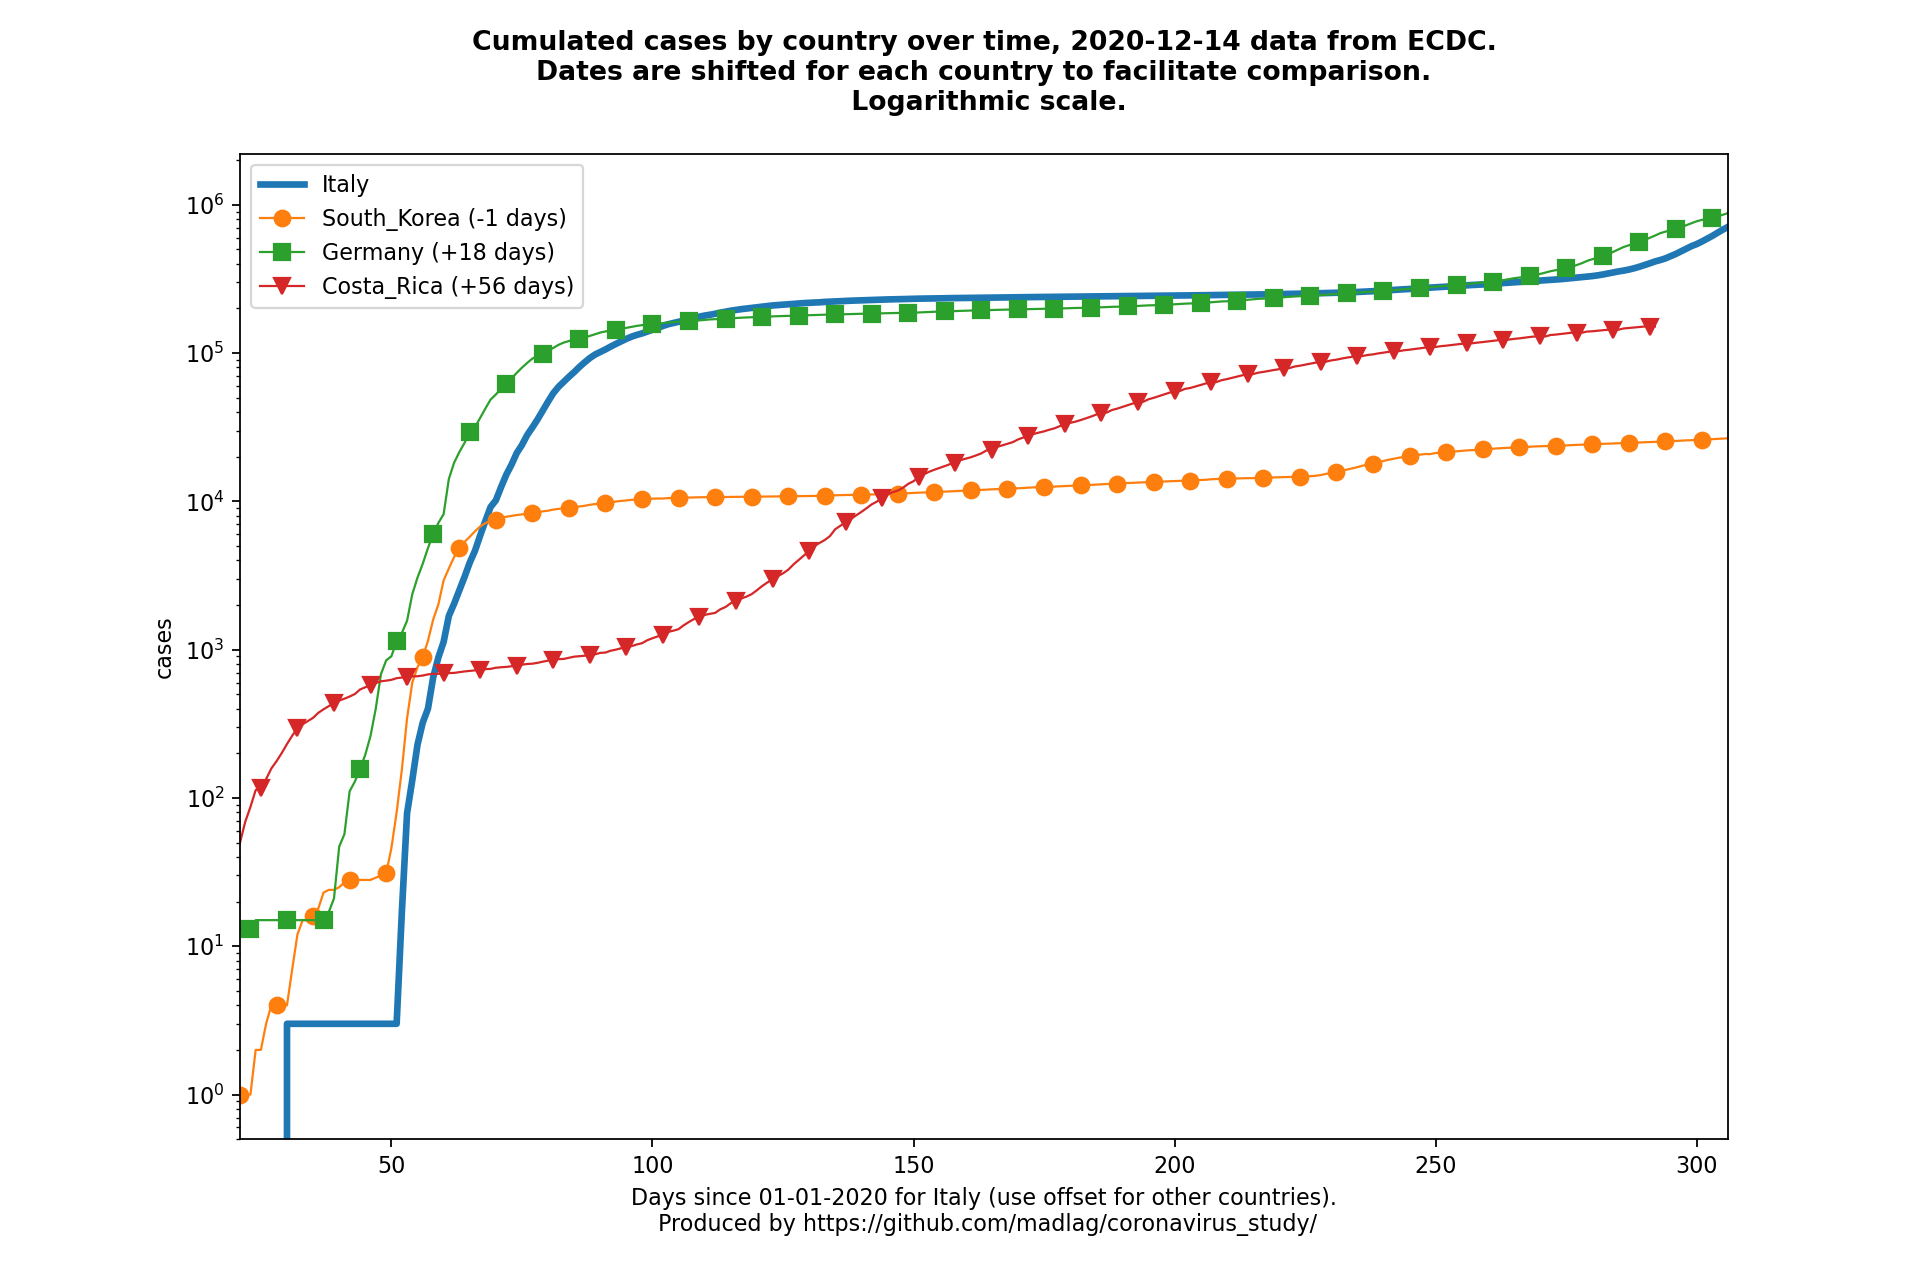 Cumulated cases by country over time, 2020-12-14 data from ECDC.
Dates are shifted for each country to facilitate comparison.
Logarithmic scale.
Italy
South_Korea (-1 days)
Germany (+18 days)
Costa_Rica (+56 days)
10^6
10^5
10^4
10^3
10^2
10^1
10^0
cases
50 100 150 200 250 300
Days since 01-01-2020 for Italy (use offset for other countries).
Produced by https://github.com/madlag/coronavirus_study/